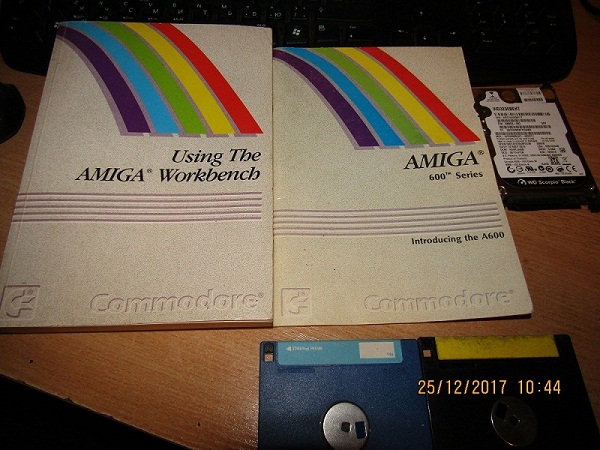 Using The
AMIGA® Workbench
Commodore®
AMIGA®
600™ Series
Introducing the A600
Commodore®
WD Scorpio Black™
25/12/2017 10:44